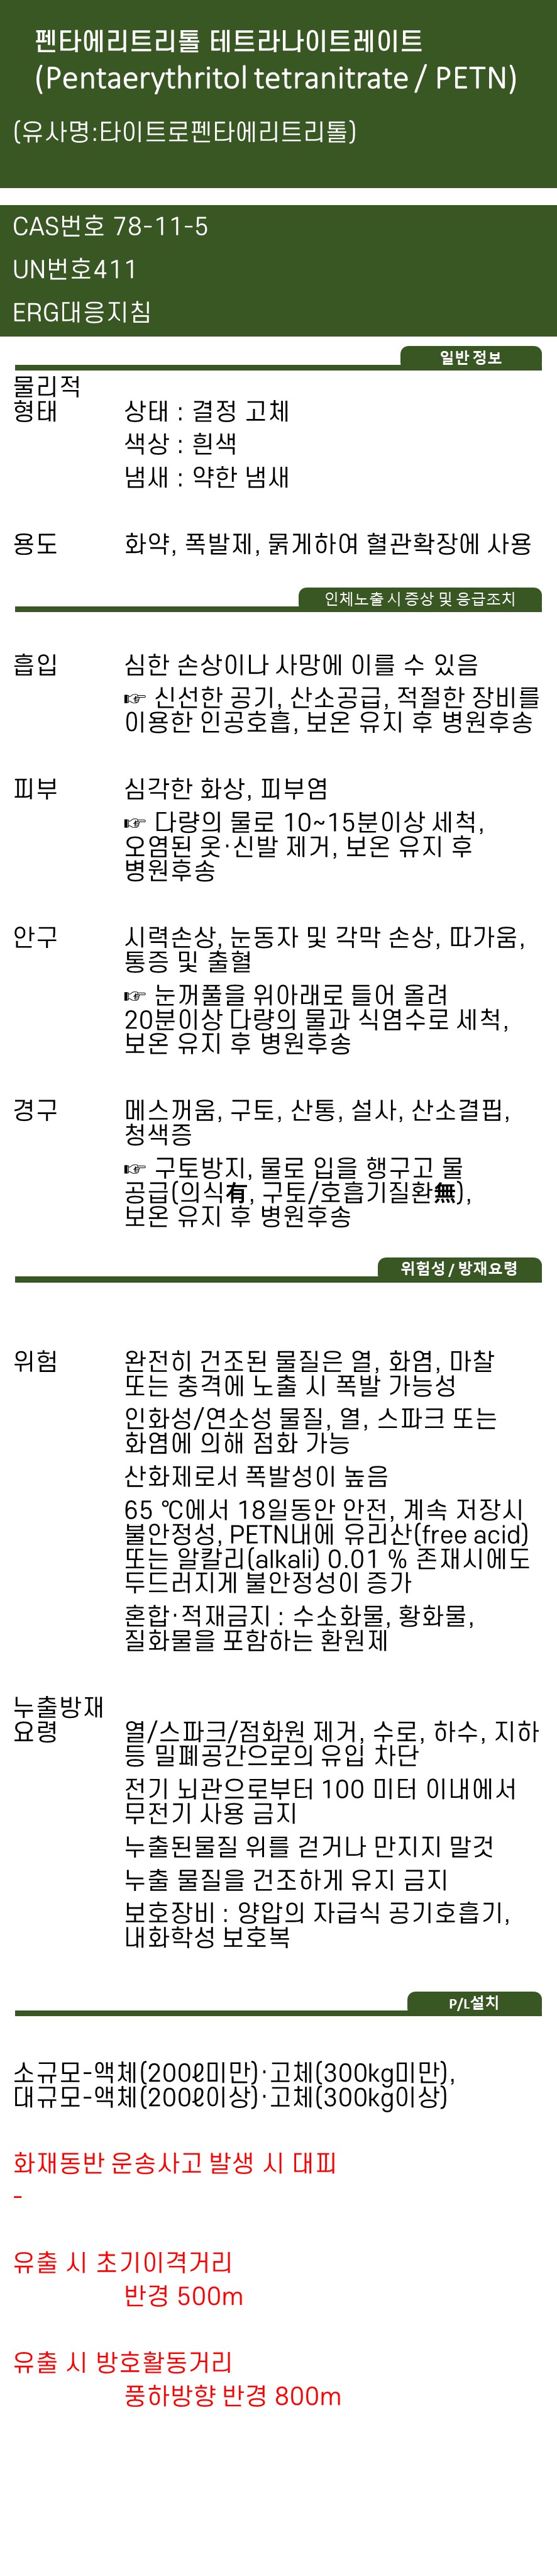 펜타에리트리톨 테트라나이트레이트
(Pentaerythritol tetranitrate / PETN)
(유사명:타이트로펜타에리트리톨)
CAS번호 78-11-5
UN번호411
ERG대응지침
일반 정보
물리적
형태 상태 : 결정 고체
색상 : 흰색
냄새 : 약한 냄새
용도 화약, 폭발제, 묽게하여 혈관확장에 사용
인체노출 시 증상 및 응급조치
흡입 심한 손상이나 사망에 이를 수 있음
☞ 신선한 공기, 산소공급, 적절한 장비를
이용한 인공호흡, 보온 유지 후 병원후송
피부 심각한 화상, 피부염
☞ 다량의 물로 10~15분이상 세척,
오염된 옷·신발 제거, 보온 유지 후
병원후송
안구 시력손상, 눈동자 및 각막 손상, 따가움,
통증 및 출혈
☞ 눈꺼풀을 위아래로 들어 올려
20분이상 다량의 물과 식염수로 세척,
보온 유지 후 병원후송
경구 메스꺼움, 구토, 산통, 설사, 산소결핍,
청색증
☞ 구토방지, 물로 입을 행구고 물
공급(의식有, 구토/호흡기질환無),
보온 유지 후 병원후송
위험성 / 방재요령
위험 완전히 건조된 물질은 열, 화염, 마찰
또는 충격에 노출 시 폭발 가능성
인화성/연소성 물질, 열, 스파크 또는
화염에 의해 점화 가능
산화제로서 폭발성이 높음
65 ℃에서 18일동안 안전, 계속 저장시
불안정성, PETN내에 유리산(free acid)
또는 알칼리(alkali) 0.01 % 존재시에도
두드러지게 불안정성이 증가
혼합·적재금지 : 수소화물, 황화물,
질화물을 포함하는 환원제
누출방재
요령 열/스파크/점화원 제거, 수로, 하수, 지하
등 밀폐공간으로의 유입 차단
전기 뇌관으로부터 100 미터 이내에서
무전기 사용 금지
누출된물질 위를 걷거나 만지지 말것
누출 물질을 건조하게 유지 금지
보호장비 : 양압의 자급식 공기호흡기,
내화학성 보호복
P/L설치
소규모-액체(200ℓ미만)·고체(300kg미만),
대규모-액체(200ℓ이상)·고체(300kg이상)
화재동반 운송사고 발생 시 대피
-
유출 시 초기이격거리
반경 500m
유출 시 방호활동거리
풍하방향 반경 800m